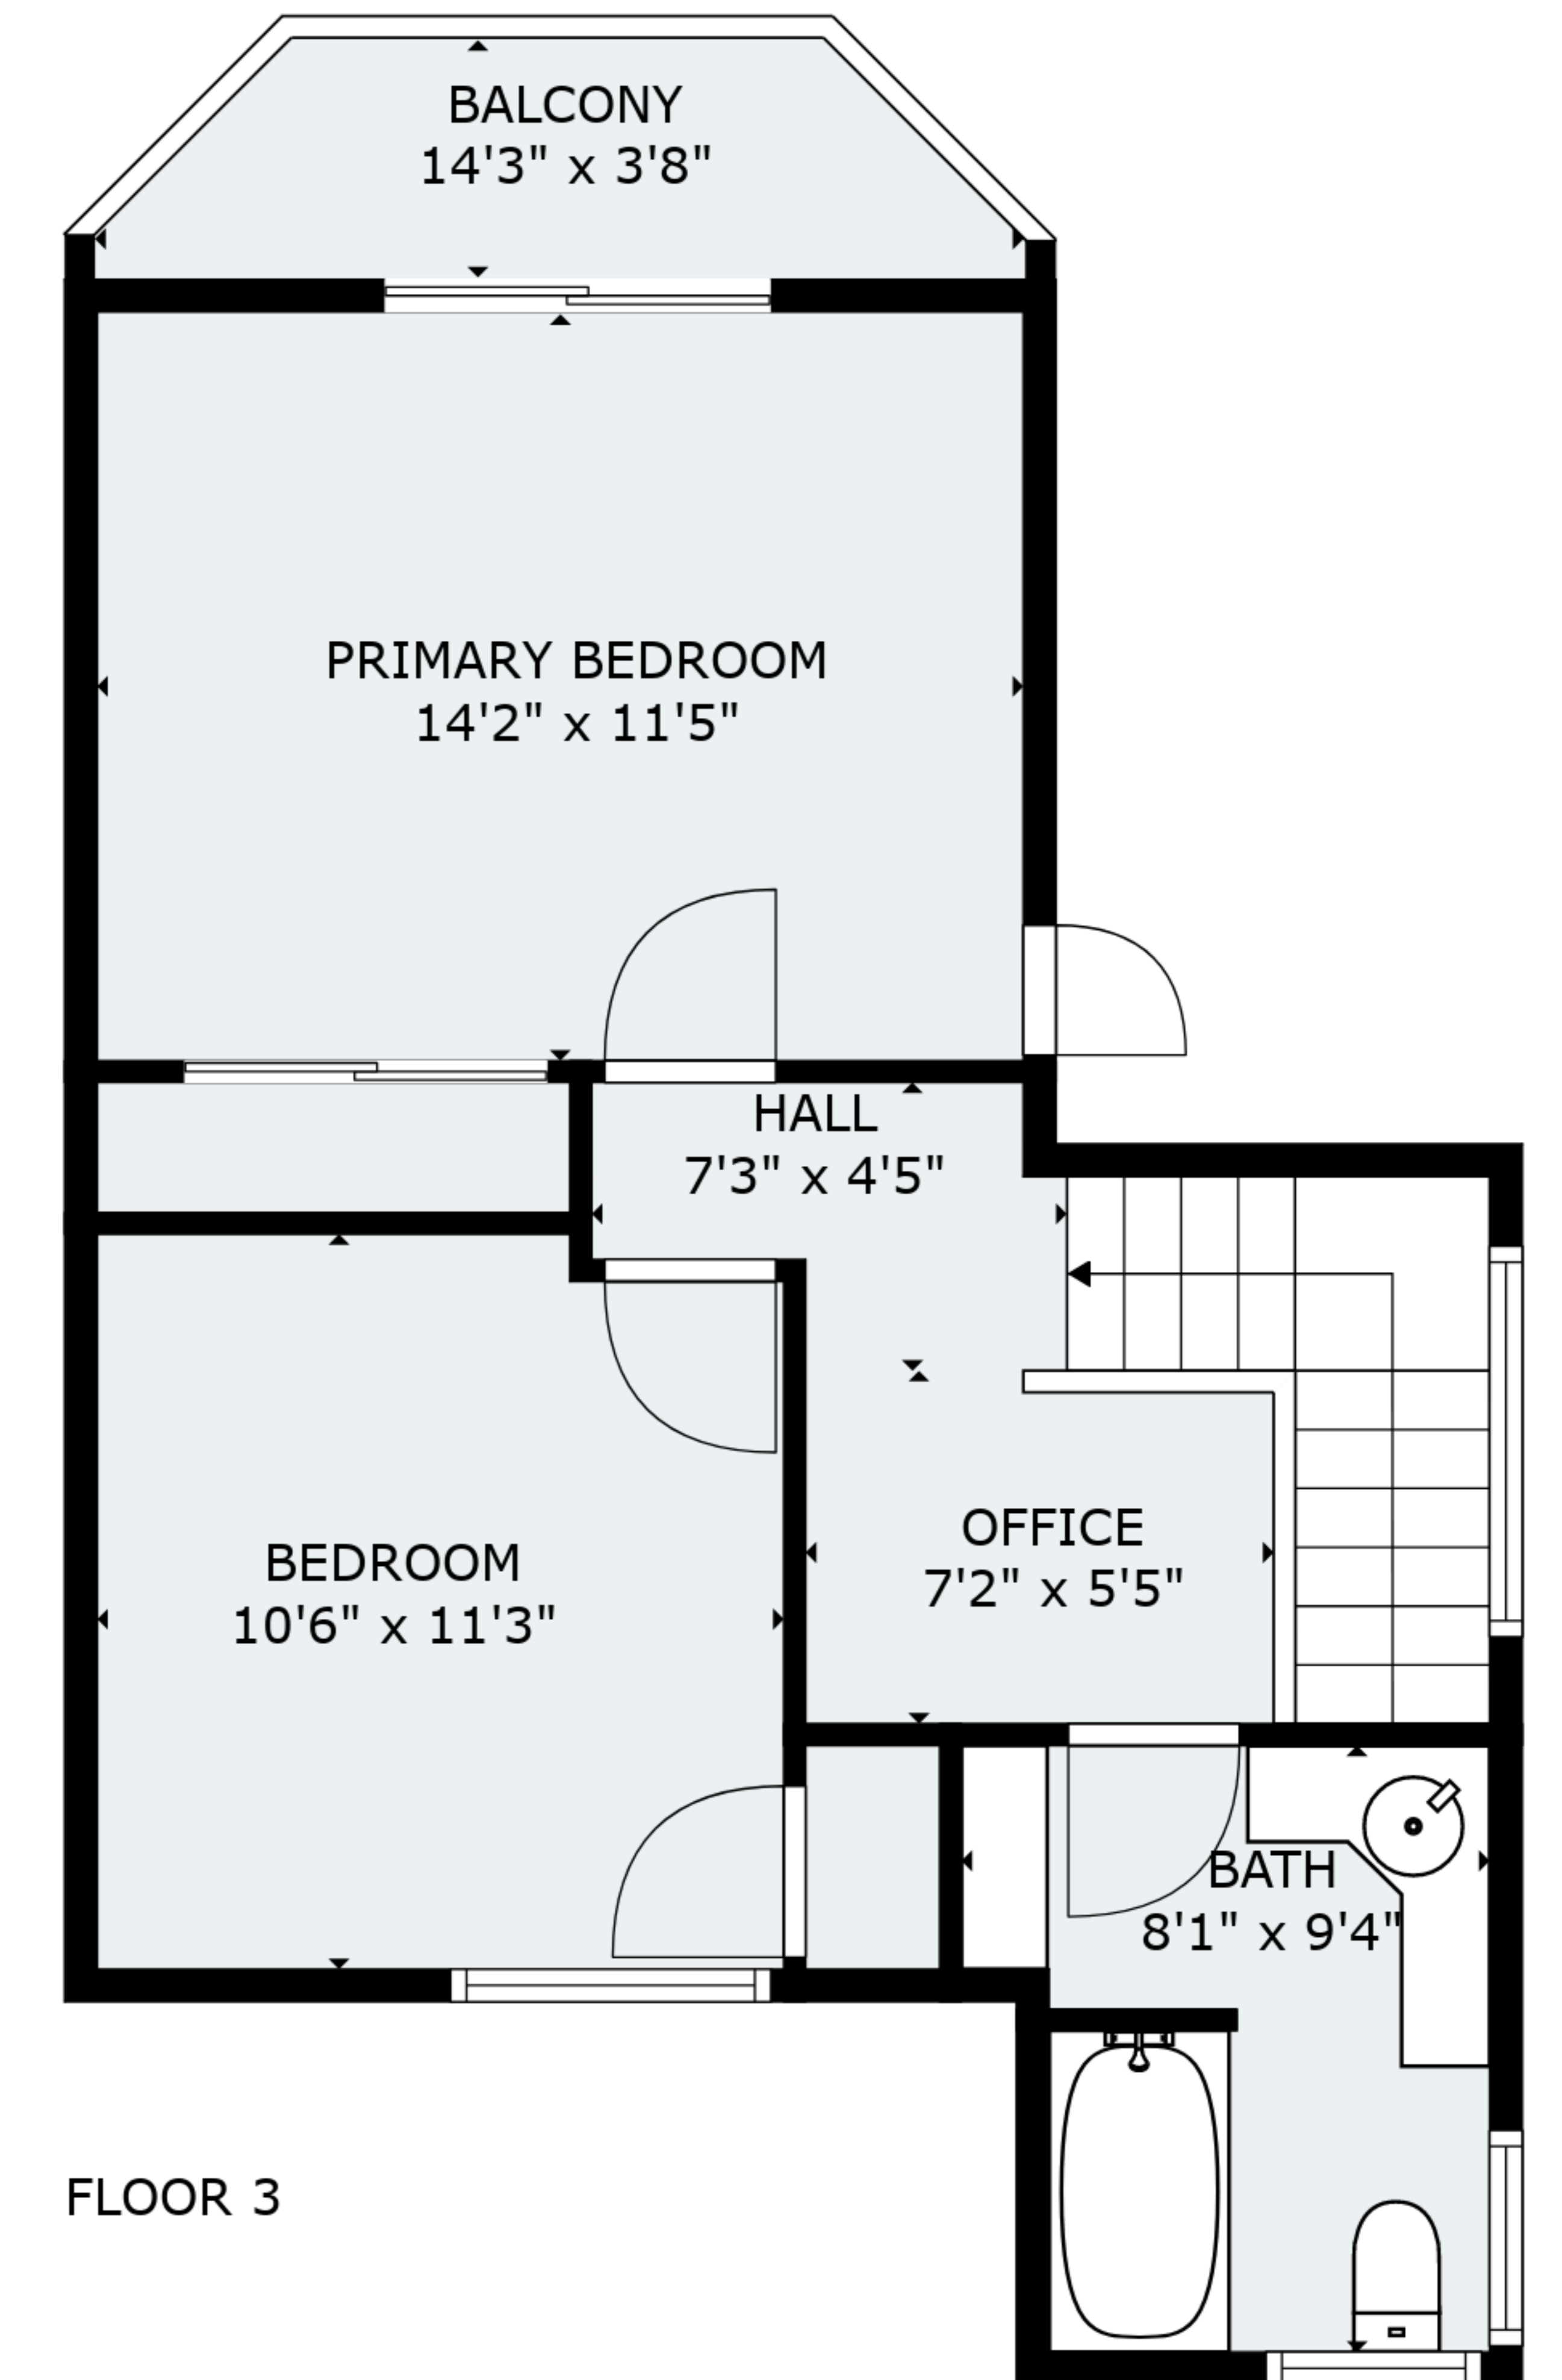 BALCONY
14'3" x 3'8"
PRIMARY BEDROOM
14'2" x 11'5"
HALL
7'3" x 4'5"
OFFICE
7'2" x 5'5"
BEDROOM
10'6" x 11'3"
BATH
8'1" x 9'4"
FLOOR 3